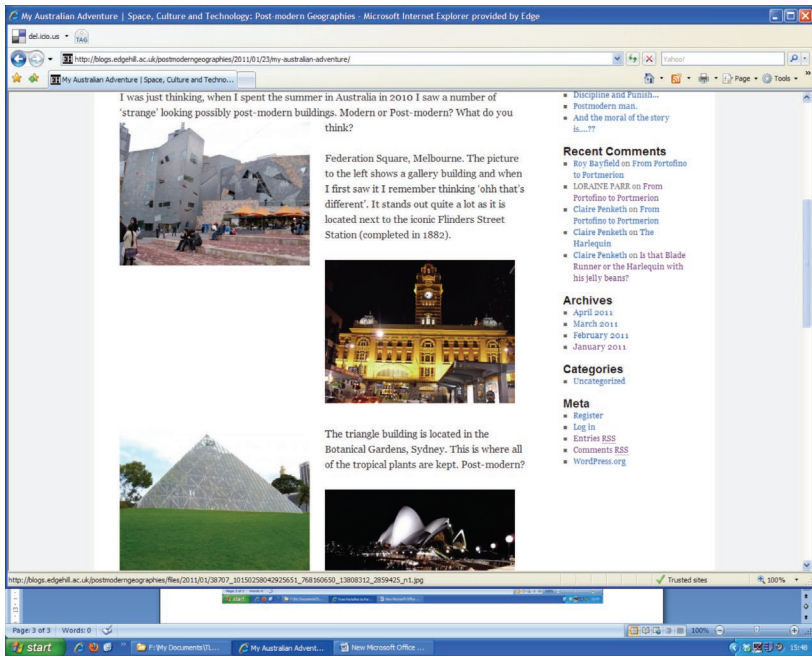 My Australian Adventure | Space, Culture and Technology: Post-modern Geographies - Microsoft Internet Explorer provided by Edge
del.icio.us
TAG
http://blogs.edgehill.ac.uk/postmoderngeographies/2011/01/23/my-australian-adventure/
Yahoo!
EH My Australian Adventure | Space, Culture and Techno...
Page
Tools
I was just thinking, when I spent the summer in Australia in 2010 I saw a number of
'strange' looking possibly post-modern buildings. Modern or Post-modern? What do you
think?
Federation Square, Melbourne. The picture
to the left shows a gallery building and when
I first saw it I remember thinking 'ohh that's
different'. It stands out quite a lot as it is
located next to the iconic Flinders Street
Station (completed in 1882).
The triangle building is located in the
Botanical Gardens, Sydney. This is where all
of the tropical plants are kept. Post-modern?
Discipline and Punish...
Postmodern man.
And the moral of the story
is....??
Recent Comments
Roy Bayfield on From Portofino
to Portmerion
LORAINE PARR on From
Portofino to Portmerion
Claire Penketh on From
Portofino to Portmerion
Claire Penketh on The
Harlequin
Claire Penketh on Is that Blade
Runner or the Harlequin with
his jelly beans?
Archives
April 2011
March 2011
February 2011
January 2011
Categories
Uncategorized
Meta
Register
Log in
Entries RSS
Comments RSS
WordPress.org
http://blogs.edgehill.ac.uk/postmoderngeographies/files/2011/01/38707_10150258042925651_768160650_13808312_2859425_n1.jpg
Trusted sites
100%
Page: 3 of 3
Words: 0
100%
start
F:\My Documents\TL...
My Australian Advent...
New Microsoft Office ...
15:48